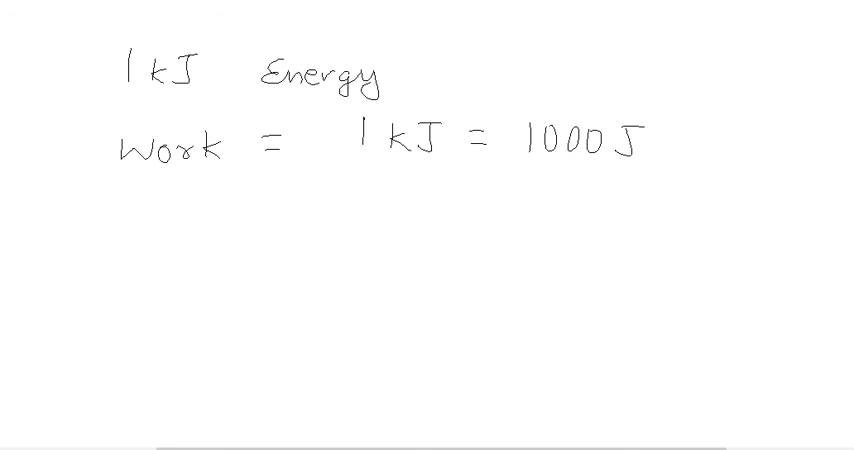 1 kJ Energy
Work = 1 kJ = 1000 J